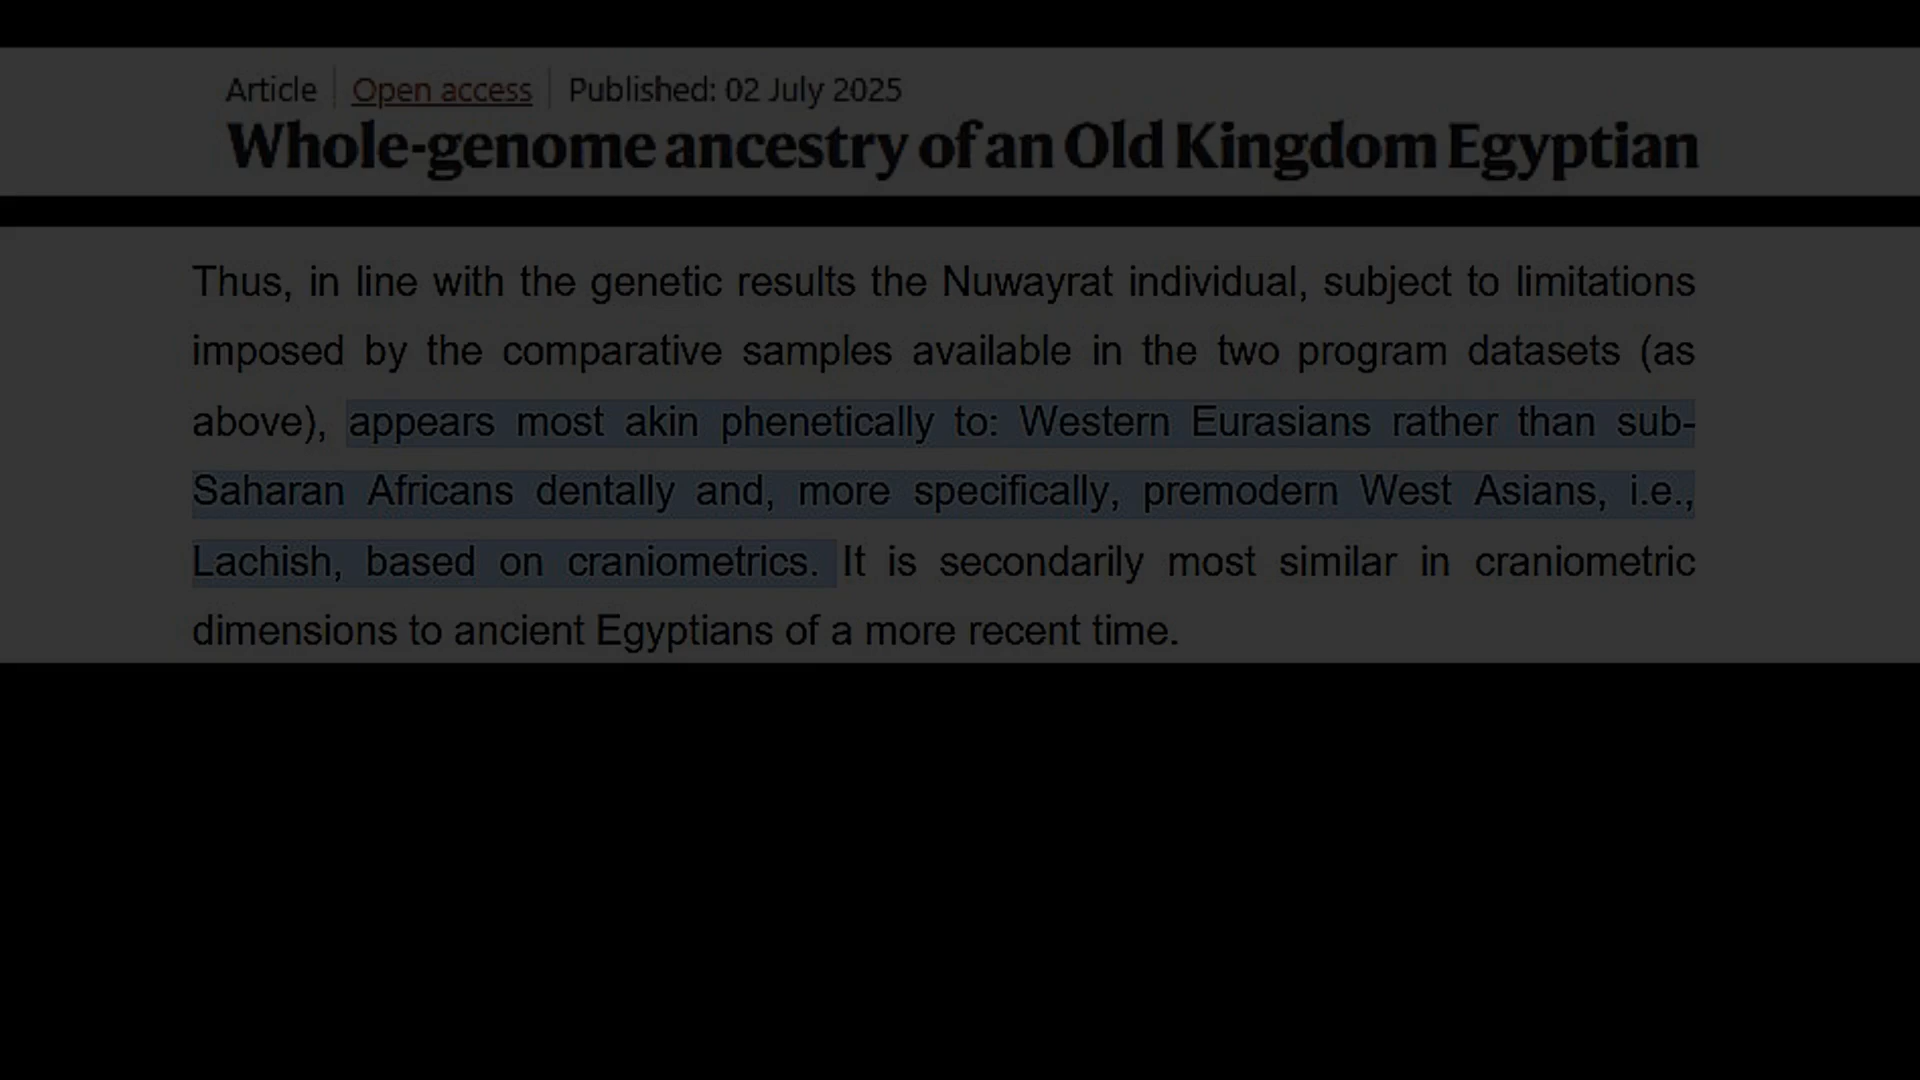 Article | Open access | Published: 02 July 2025
Whole-genome ancestry of an Old Kingdom Egyptian
Thus, in line with the genetic results the Nuwayrat individual, subject to limitations
imposed by the comparative samples available in the two program datasets (as
above), appears most akin phenetically to: Western Eurasians rather than sub-
Saharan Africans dentally and, more specifically, premodern West Asians, i.e.,
Lachish, based on craniometrics. It is secondarily most similar in craniometric
dimensions to ancient Egyptians of a more recent time.